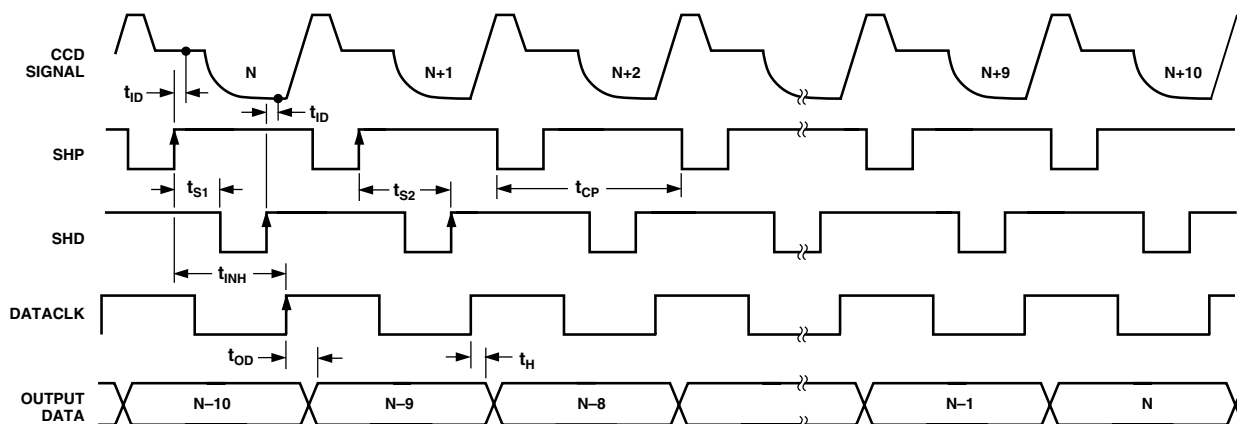 CCD
SIGNAL
N
N+1
N+2
N+9
N+10
tID
tID
SHP
tS1
tS2
tCP
SHD
tINH
DATACLK
tOD
tH
OUTPUT
DATA
N–10
N–9
N–8
N–1
N